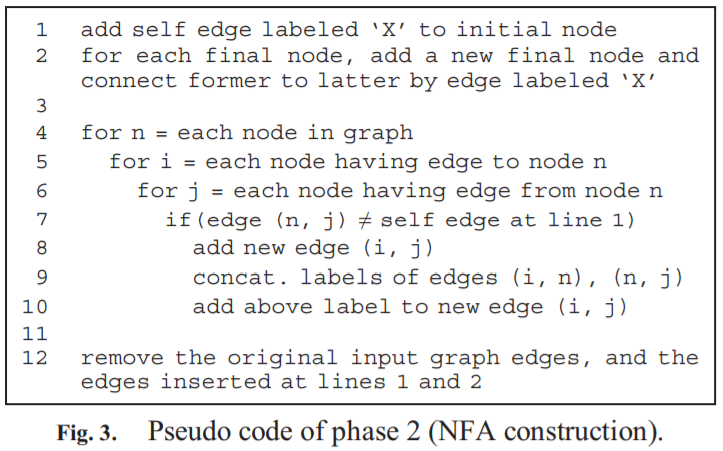 1 add self edge labeled ‘X’ to initial node
2 for each final node, add a new final node and
connect former to latter by edge labeled ‘X’
3
4 for n = each node in graph
5 for i = each node having edge to node n
6 for j = each node having edge from node n
7 if(edge (n, j) ≠ self edge at line 1)
8 add new edge (i, j)
9 concat. labels of edges (i, n), (n, j)
10 add above label to new edge (i, j)
11
12 remove the original input graph edges, and the
edges inserted at lines 1 and 2
Fig. 3. Pseudo code of phase 2 (NFA construction).